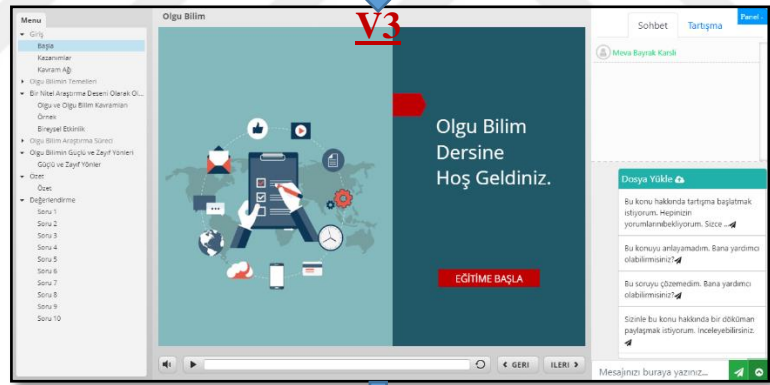 V3
Menu
Giriş
Başla
Kazanımlar
Kavram Ağı
Olgu Bilimin Temelleri
Bir Nitel Araştırma Deseni Olarak Ol...
Olgu ve Olgu Bilim Kavramları
Örnek
Bireysel Etkinlik
Olgu Bilim Araştırma Süreci
Olgu Bilimin Güçlü ve Zayıf Yönleri
Güçlü ve Zayıf Yönler
Özet
Özet
Değerlendirme
Soru 1
Soru 2
Soru 3
Soru 4
Soru 5
Soru 6
Soru 7
Soru 8
Soru 9
Soru 10
Olgu Bilim
Olgu Bilim
Dersine
Hoş Geldiniz.
EĞİTİME BAŞLA
GERİ
İLERİ
Sohbet
Tartışma
Panel
Meva Bayrak Karsli
Dosya Yükle
Bu konu hakkında tartışma başlatmak
istiyorum. Hepinizin
yorumlarınıbekliyorum. Sizce ..
Bu konuyu anlayamadım. Bana yardımcı
olabilirmisiniz?
Bu soruyu çözemedim. Bana yardımcı
olabilirmisiniz?
Sizinle bu konu hakkında bir döküman
paylaşmak istiyorum. Inceleyebilirsiniz.
Mesajınızı buraya yazınız...